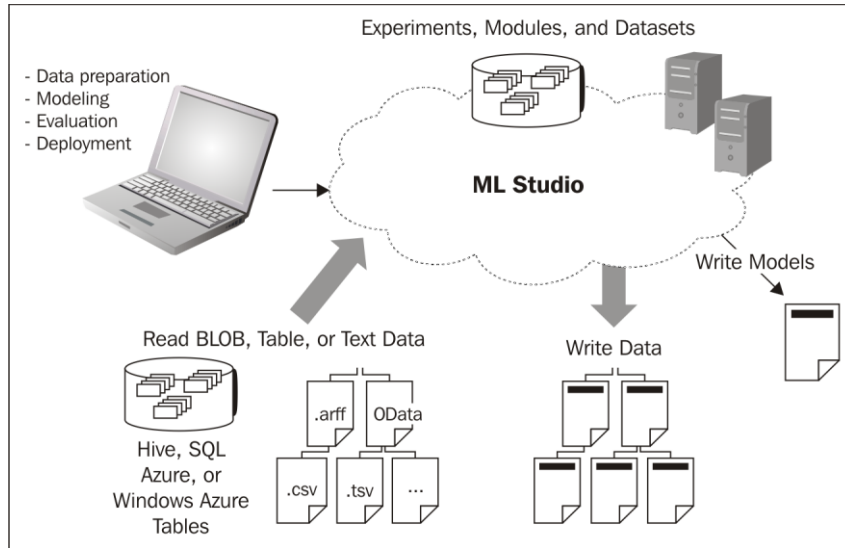 Experiments, Modules, and Datasets
- Data preparation
- Modeling
- Evaluation
- Deployment
ML Studio
Write Models
Read BLOB, Table, or Text Data
Write Data
.arff
OData
Hive, SQL
Azure, or
Windows Azure
Tables
.csv
.tsv
...